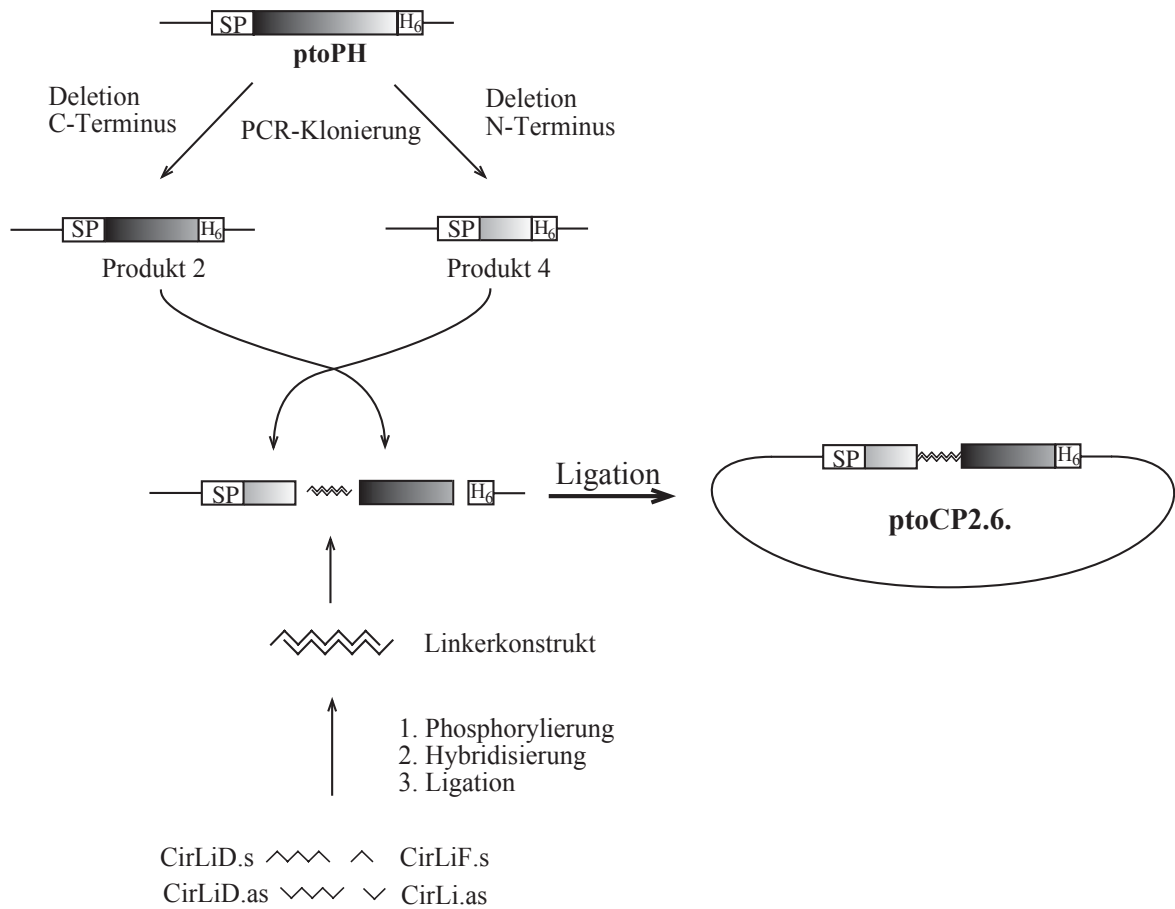 SP H6
ptoPH
Deletion
C-Terminus
PCR-Klonierung
Deletion
N-Terminus
SP H6
Produkt 2
SP H6
Produkt 4
SP H6
Ligation
SP H6
ptoCP2.6.
Linkerkonstrukt
1. Phosphorylierung
2. Hybridisierung
3. Ligation
CirLiD.s CirLiF.s
CirLiD.as CirLi.as